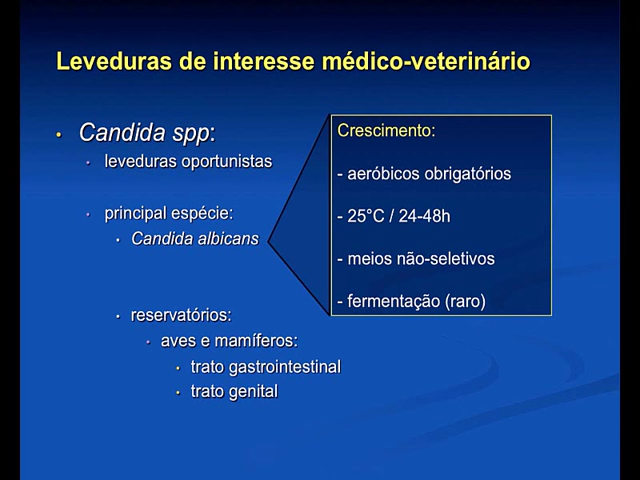 Leveduras de interesse médico-veterinário
• Candida spp:
• leveduras oportunistas
• principal espécie:
• Candida albicans
• reservatórios:
• aves e mamíferos:
• trato gastrointestinal
• trato genital
Crescimento:
- aeróbicos obrigatórios
- 25°C / 24-48h
- meios não-seletivos
- fermentação (raro)